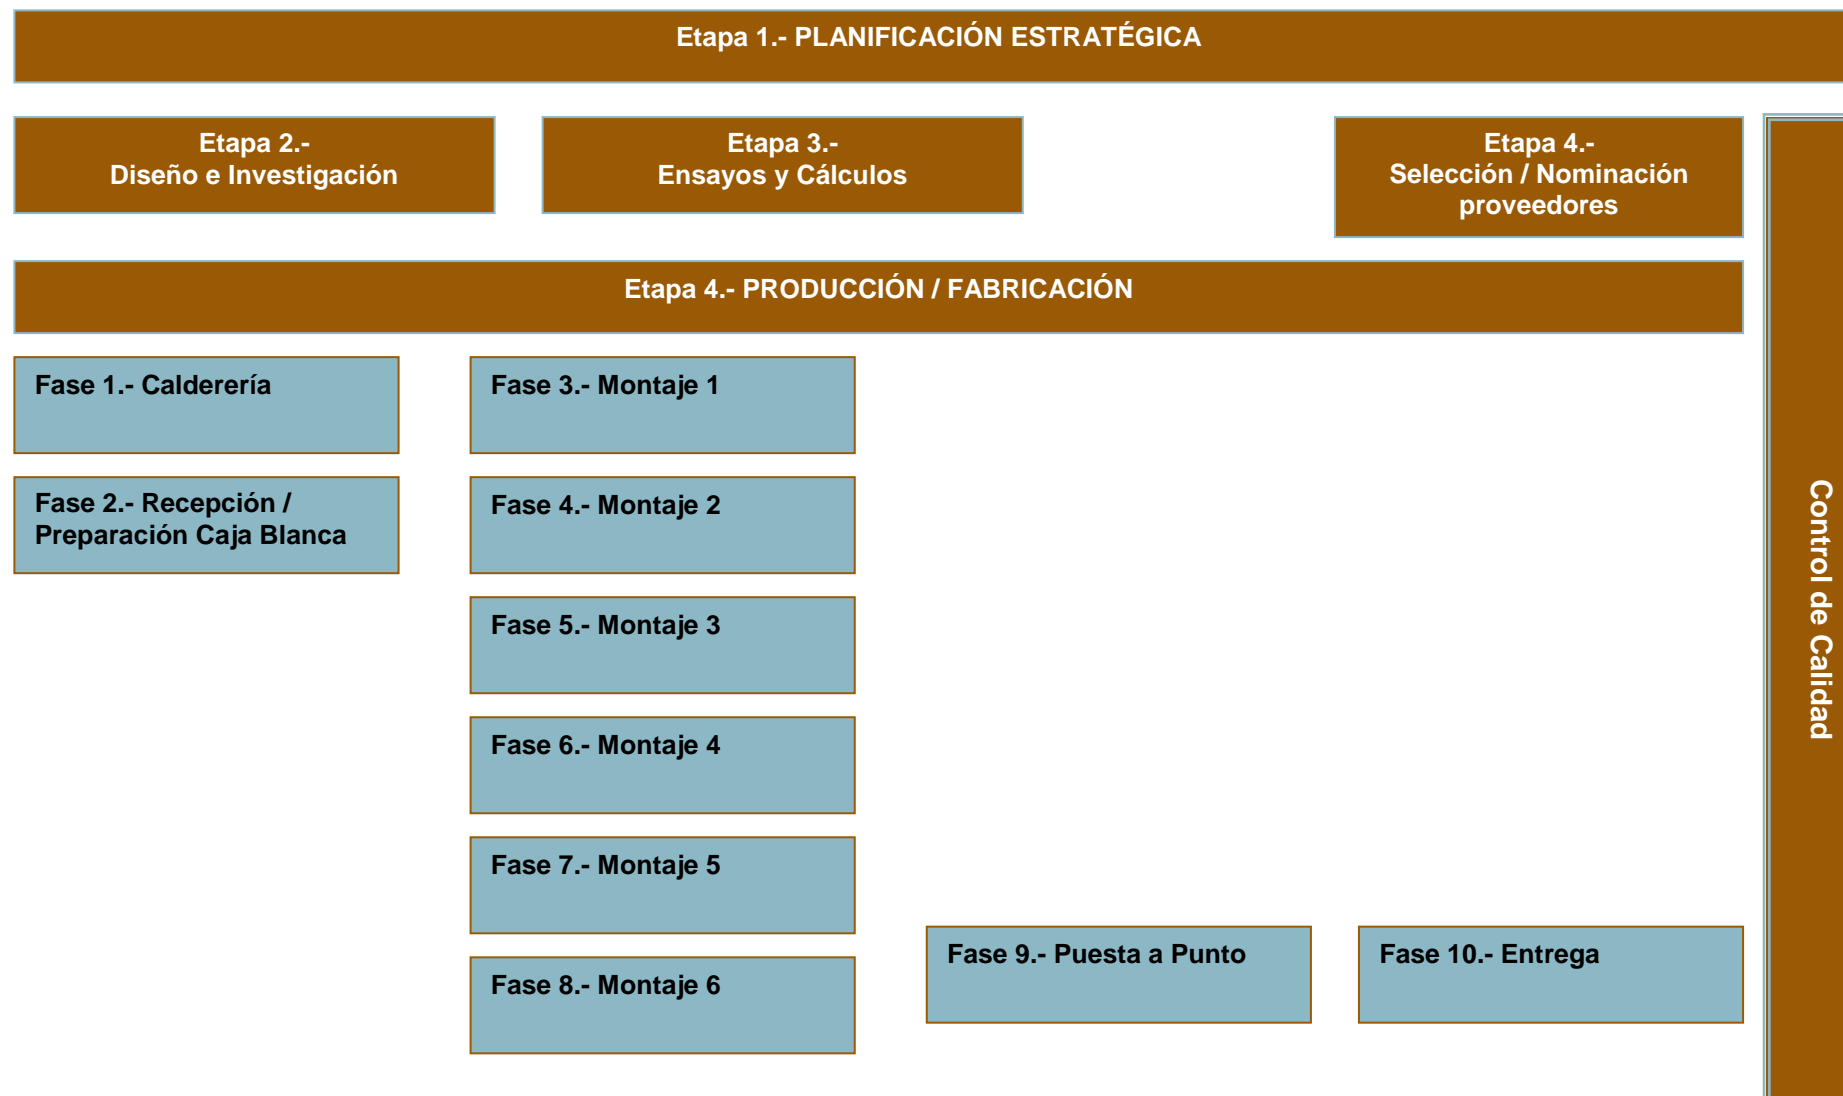 Etapa 1.- PLANIFICACIÓN ESTRATÉGICA
Etapa 2.-
Diseño e Investigación
Etapa 3.-
Ensayos y Cálculos
Etapa 4.-
Selección / Nominación
proveedores
Etapa 4.- PRODUCCIÓN / FABRICACIÓN
Fase 1.- Calderería
Fase 2.- Recepción /
Preparación Caja Blanca
Fase 3.- Montaje 1
Fase 4.- Montaje 2
Fase 5.- Montaje 3
Fase 6.- Montaje 4
Fase 7.- Montaje 5
Fase 8.- Montaje 6
Fase 9.- Puesta a Punto
Fase 10.- Entrega
Control de Calidad